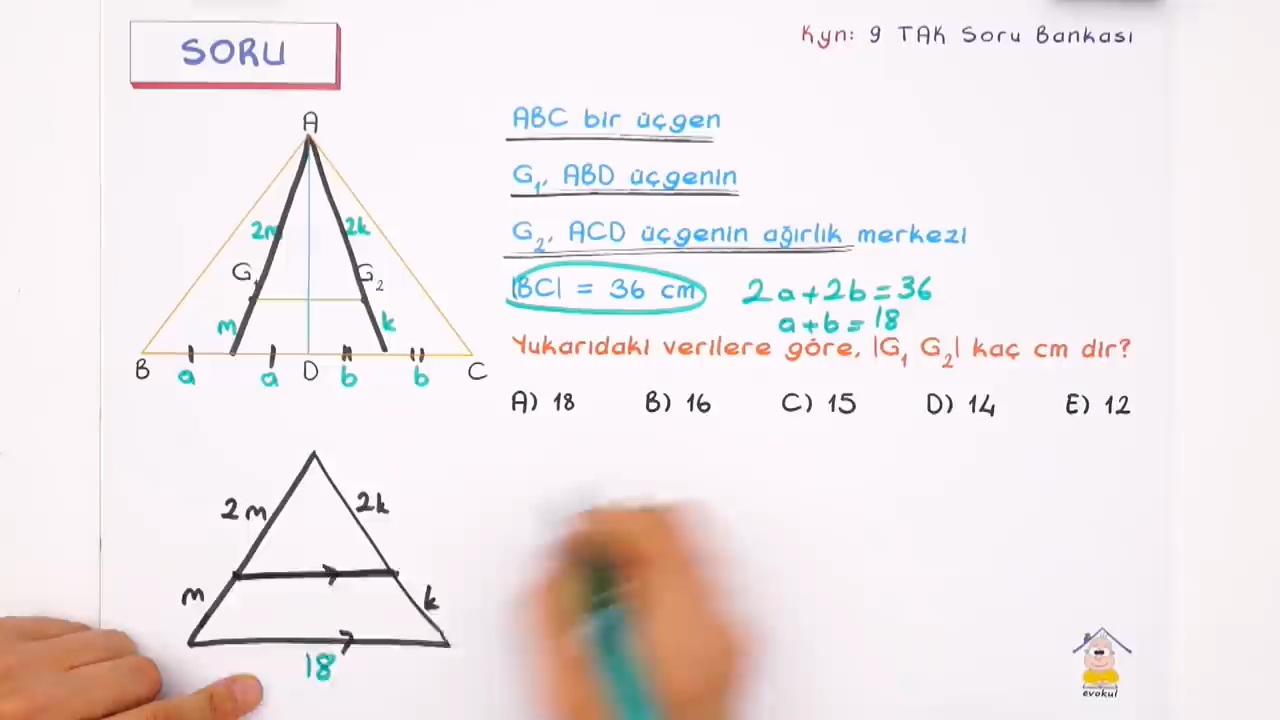 SORU
Kyn: 9 TAK Soru Bankası
A
2m
2k
G1
G2
m
k
B
D
C
a
a
b
b
ABC bir üçgen
G1, ABD üçgenin
G2, ACD üçgenin ağırlık merkezi
|BC| = 36 cm
2a+2b=36
a+b=18
Yukarıdaki verilere göre, |G1 G2| kaç cm dir?
A) 18 B) 16 C) 15 D) 14 E) 12
2m
2k
m
k
18
evokul